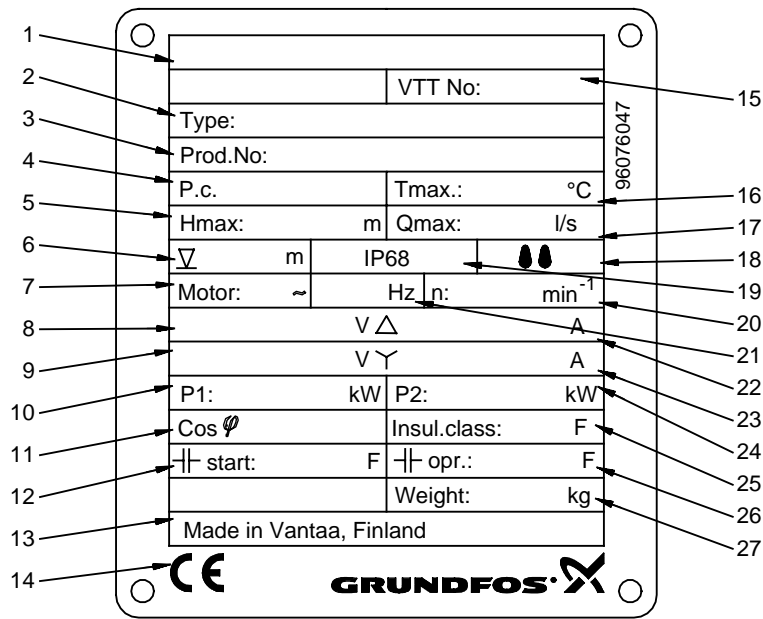 1
VTT No:
15
2
Type:
3
Prod.No:
96076047
4
P.c. Tmax.: °C
16
5
Hmax: m Qmax: l/s
17
6
m IP68
18
19
7
Motor: ~ Hz n: min⁻¹
20
21
8
V △ A
22
9
V Y A
23
10
P1: kW P2: kW
24
11
Cos φ Insul.class: F
25
12
start: F opr.: F
26
Weight: kg
27
13
Made in Vantaa, Finland
14
CE GRUNDFOS